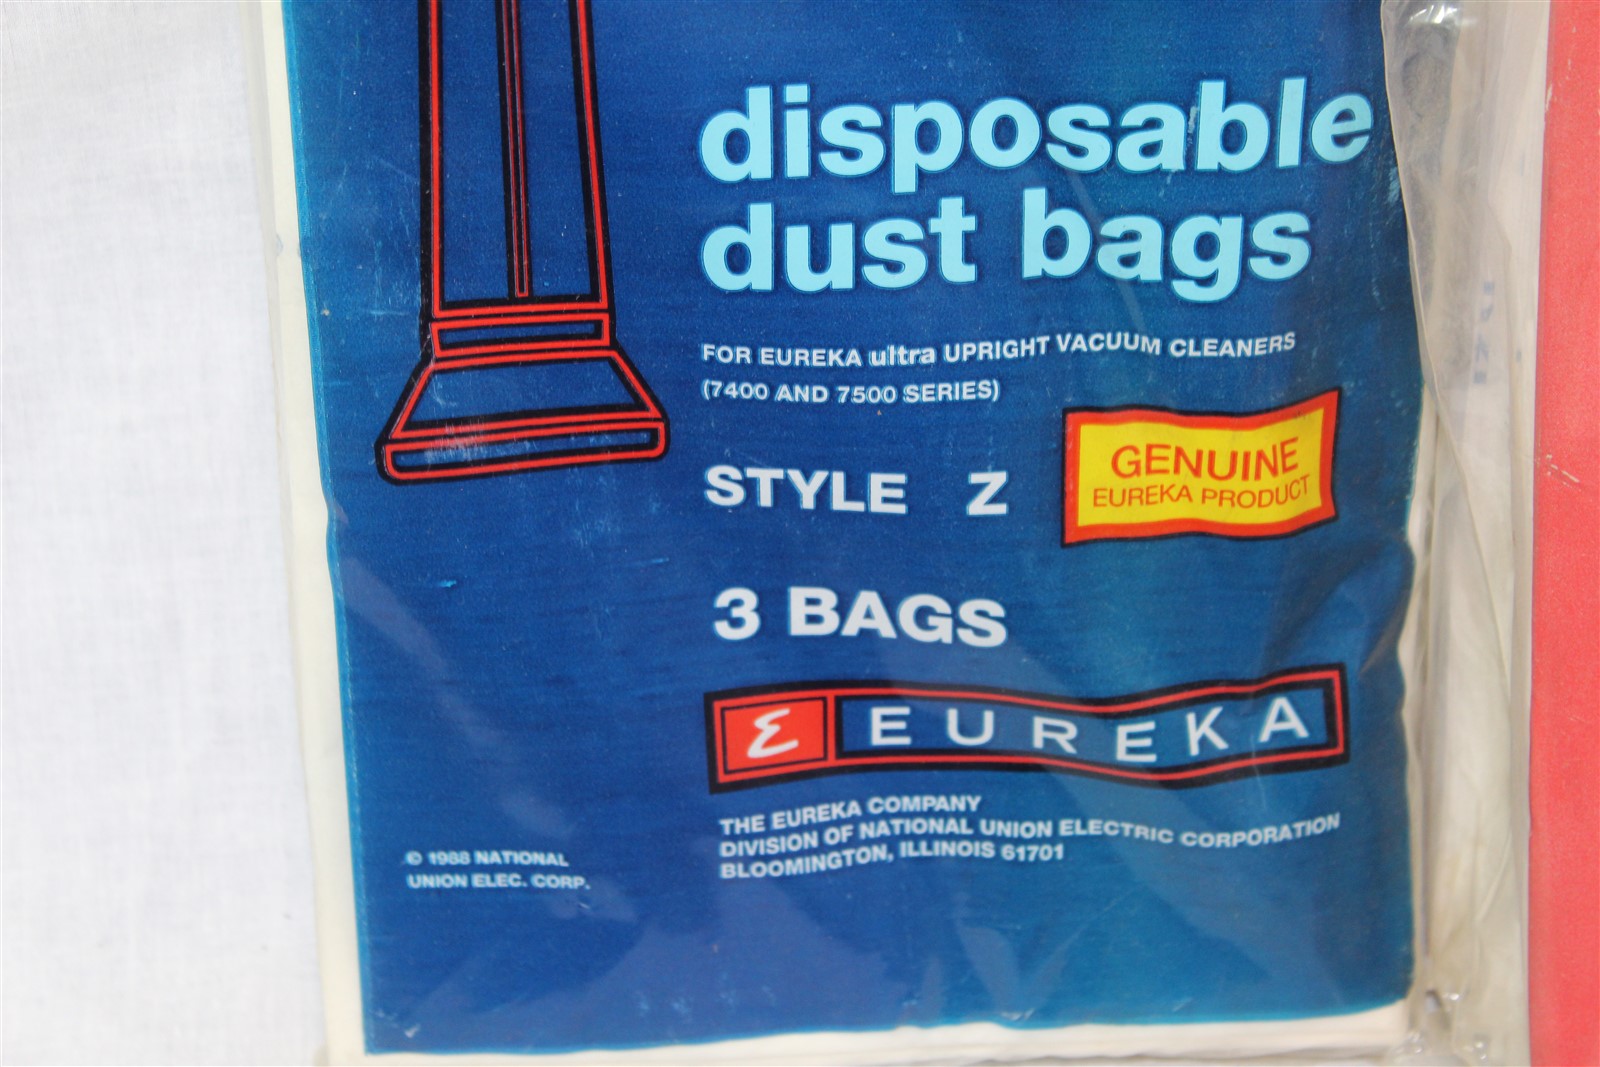 disposable
dust bags
FOR EUREKA ultra UPRIGHT VACUUM CLEANERS
(7400 AND 7500 SERIES)
STYLE Z
GENUINE
EUREKA PRODUCT
3 BAGS
E EUREKA
THE EUREKA COMPANY
DIVISION OF NATIONAL UNION ELECTRIC CORPORATION
BLOOMINGTON, ILLINOIS 61701
© 1988 NATIONAL
UNION ELEC. CORP.